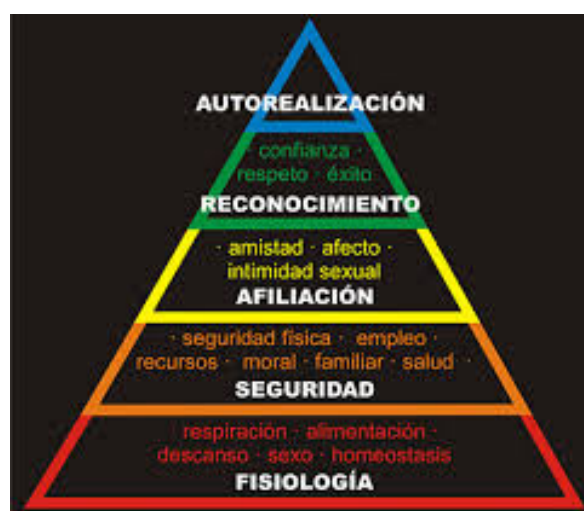 AUTOREALIZACIÓN
· confianza ·
respeto · éxito
RECONOCIMIENTO
· amistad · afecto ·
intimidad sexual
AFILIACIÓN
· seguridad física · empleo ·
recursos · moral · familiar · salud ·
SEGURIDAD
respiración · alimentación ·
descanso · sexo · homeostasis
FISIOLOGÍA